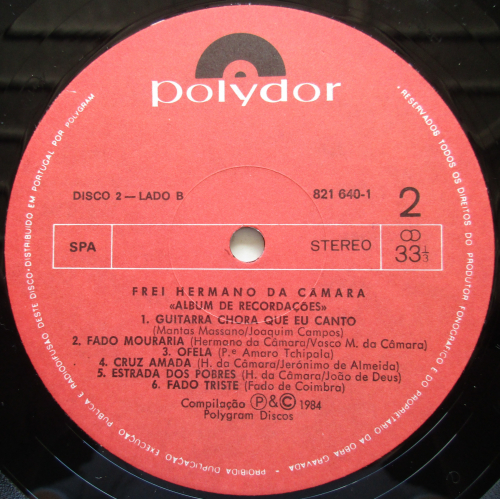 polydor
DISCO 2 — LADO B
821 640-1
2
SPA
STEREO
33⅓
FREI HERMANO DA CÂMARA
«ALBUM DE RECORDAÇÕES»
1. GUITARRA CHORA QUE EU CANTO
(Mantas Massano/Joaquim Campos)
2. FADO MOURARIA (Hermano da Câmara/Vasco M. da Câmara)
3. OFELA (P.e Amaro Tchipala)
4. CRUZ AMADA (H. da Câmara/Jerónimo de Almeida)
5. ESTRADA DOS POBRES (H. da Câmara/João de Deus)
6. FADO TRISTE (Fado de Coimbra)
Compilação Ⓟ&© 1984
Polygram Discos
RESERVADOS TODOS OS DIREITOS DO PRODUTOR FONOGRÁFICO E DO PROPRIETÁRIO DA OBRA GRAVADA • PROIBIDA DUPLICAÇÃO, EXECUÇÃO PÚBLICA E RADIODIFUSÃO DESTE DISCO • DISTRIBUIDO EM PORTUGAL POR POLYGRAM